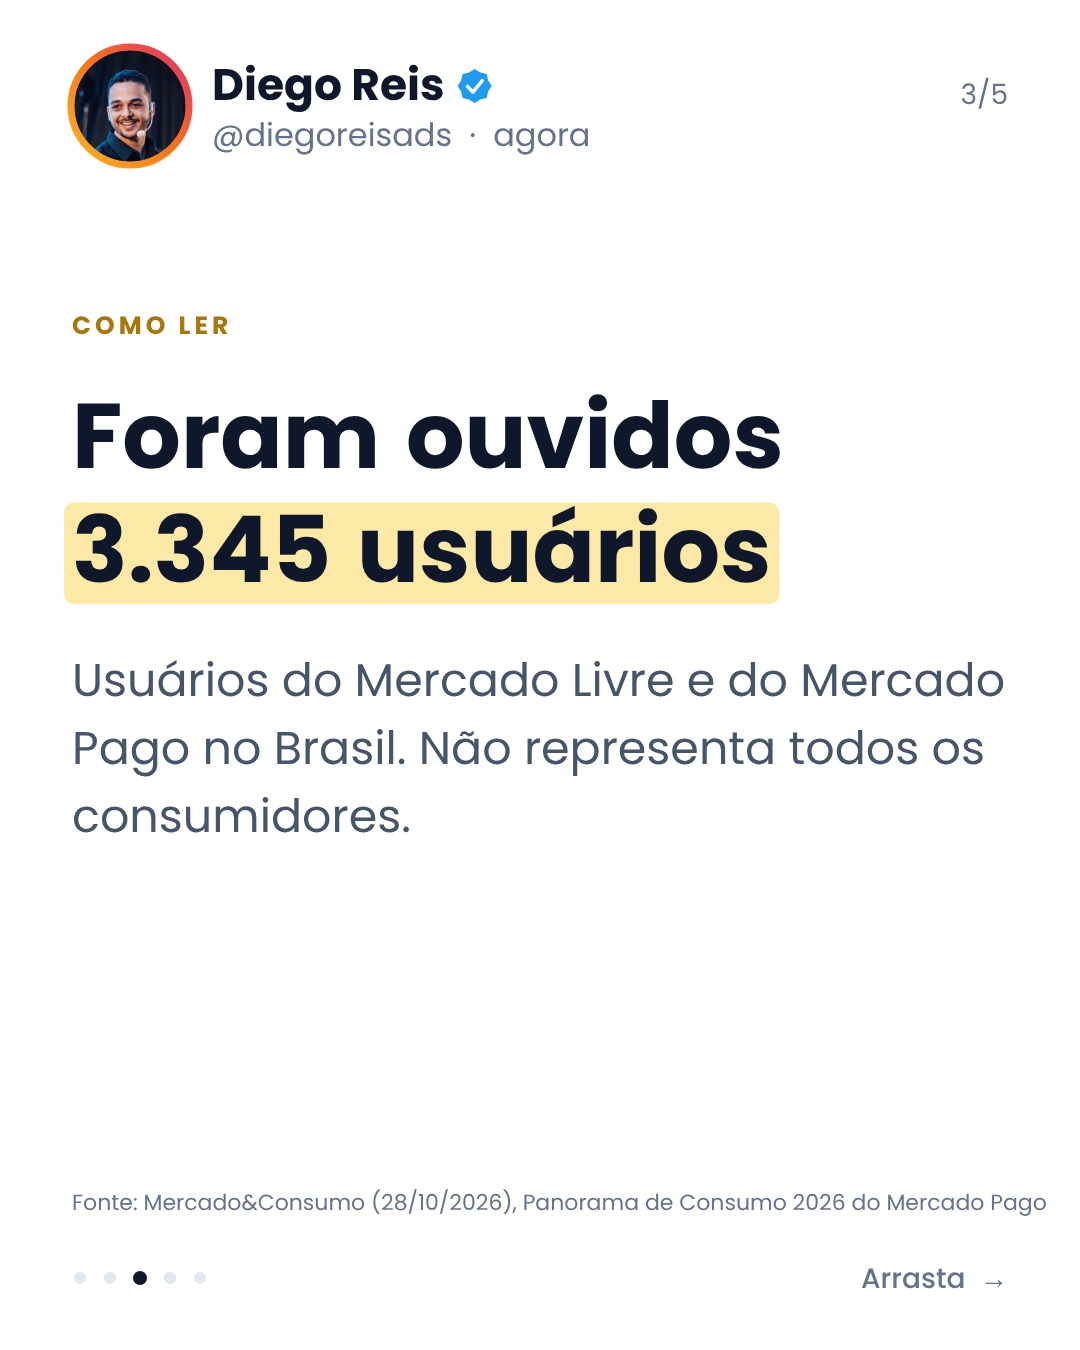 Diego Reis
3/5
@diegoreisads · agora
COMO LER
Foram ouvidos
3.345 usuários
Usuários do Mercado Livre e do Mercado
Pago no Brasil. Não representa todos os
consumidores.
Fonte: Mercado&Consumo (28/10/2026), Panorama de Consumo 2026 do Mercado Pago
Arrasta →